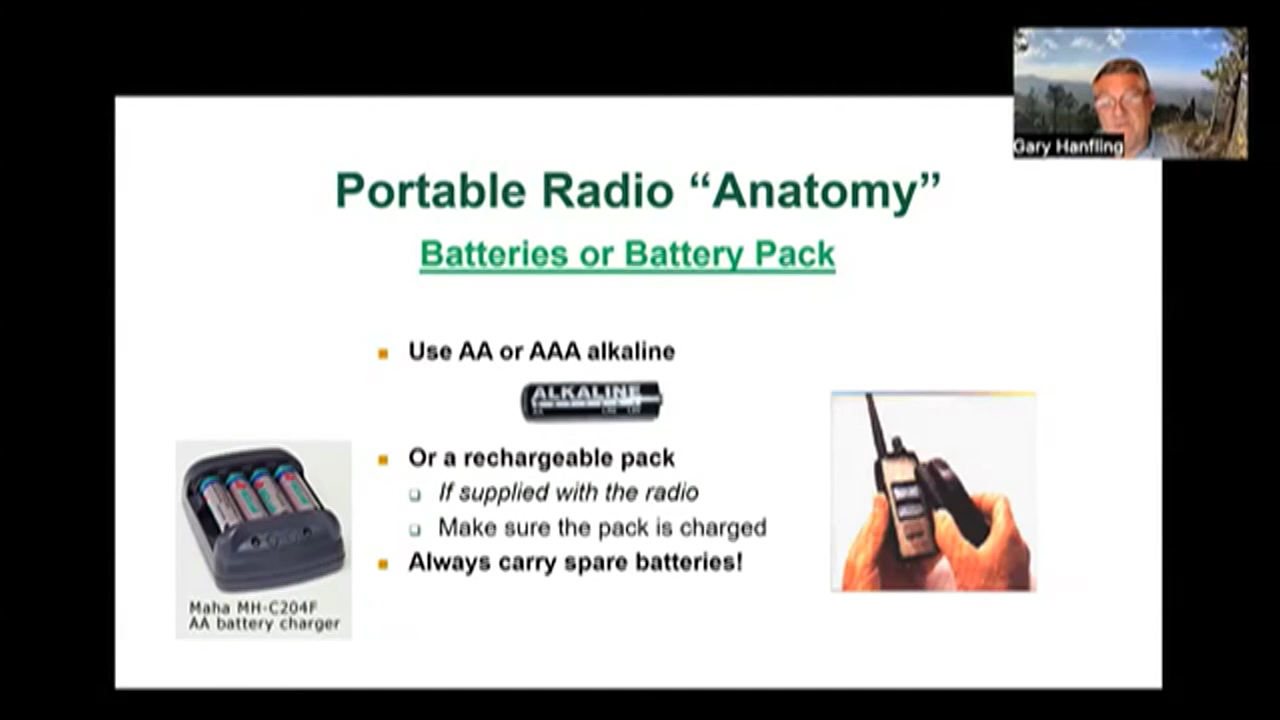 Gary Hanfling
Portable Radio “Anatomy”
Batteries or Battery Pack
Use AA or AAA alkaline
ALKALINE
Or a rechargeable pack
If supplied with the radio
Make sure the pack is charged
Always carry spare batteries!
Maha MH-C204F
AA battery charger